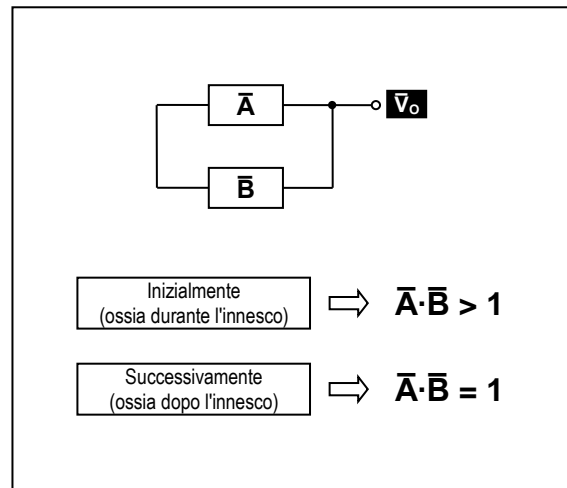 A̅
V̅o
B̅
Inizialmente
(ossia durante l'innesco)
A̅·B̅ > 1
Successivamente
(ossia dopo l'innesco)
A̅·B̅ = 1